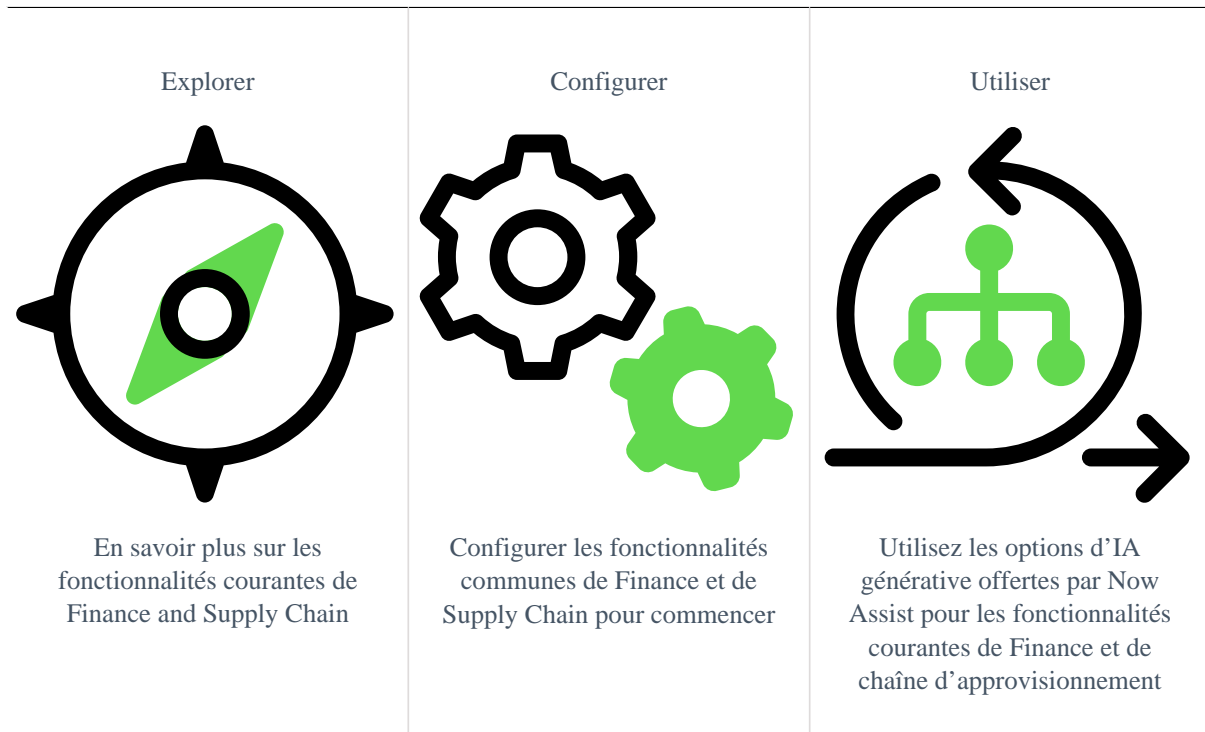 Explorer
En savoir plus sur les
fonctionnalités courantes de
Finance and Supply Chain
Configurer
Configurer les fonctionnalités
communes de Finance et de
Supply Chain pour commencer
Utiliser
Utilisez les options d’IA
générative offertes par Now
Assist pour les fonctionnalités
courantes de Finance et de
chaîne d’approvisionnement